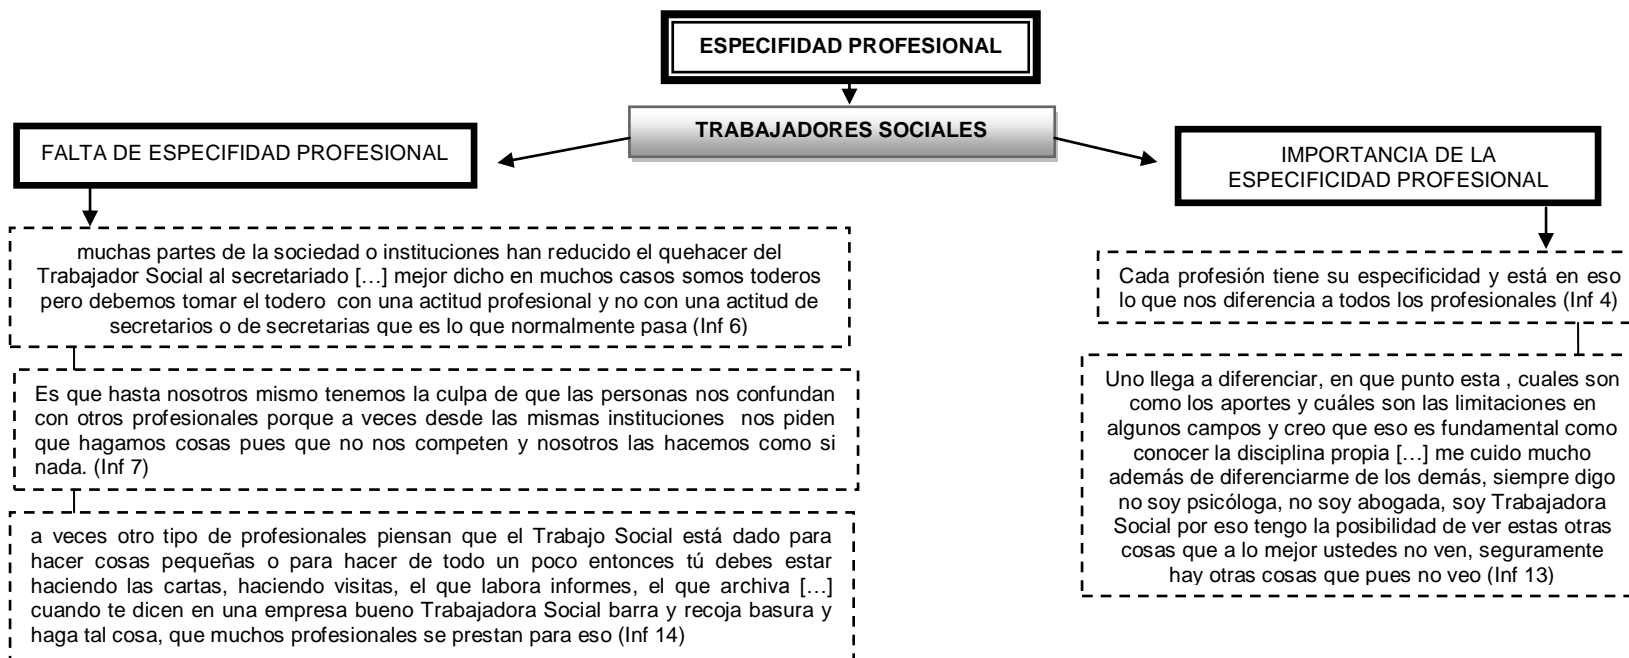 ESPECIFIDAD PROFESIONAL
TRABAJADORES SOCIALES
FALTA DE ESPECIFIDAD PROFESIONAL
muchas partes de la sociedad o instituciones han reducido el quehacer del
Trabajador Social al secretariado […] mejor dicho en muchos casos somos toderos
pero debemos tomar el todero con una actitud profesional y no con una actitud de
secretarios o de secretarias que es lo que normalmente pasa (Inf 6)
Es que hasta nosotros mismo tenemos la culpa de que las personas nos confundan
con otros profesionales porque a veces desde las mismas instituciones nos piden
que hagamos cosas pues que no nos competen y nosotros las hacemos como si
nada. (Inf 7)
a veces otro tipo de profesionales piensan que el Trabajo Social está dado para
hacer cosas pequeñas o para hacer de todo un poco entonces tú debes estar
haciendo las cartas, haciendo visitas, el que labora informes, el que archiva […]
cuando te dicen en una empresa bueno Trabajadora Social barra y recoja basura y
haga tal cosa, que muchos profesionales se prestan para eso (Inf 14)
IMPORTANCIA DE LA
ESPECIFICIDAD PROFESIONAL
Cada profesión tiene su especificidad y está en eso
lo que nos diferencia a todos los profesionales (Inf 4)
Uno llega a diferenciar, en que punto esta , cuales son
como los aportes y cuáles son las limitaciones en
algunos campos y creo que eso es fundamental como
conocer la disciplina propia […] me cuido mucho
además de diferenciarme de los demás, siempre digo
no soy psicóloga, no soy abogada, soy Trabajadora
Social por eso tengo la posibilidad de ver estas otras
cosas que a lo mejor ustedes no ven, seguramente
hay otras cosas que pues no veo (Inf 13)